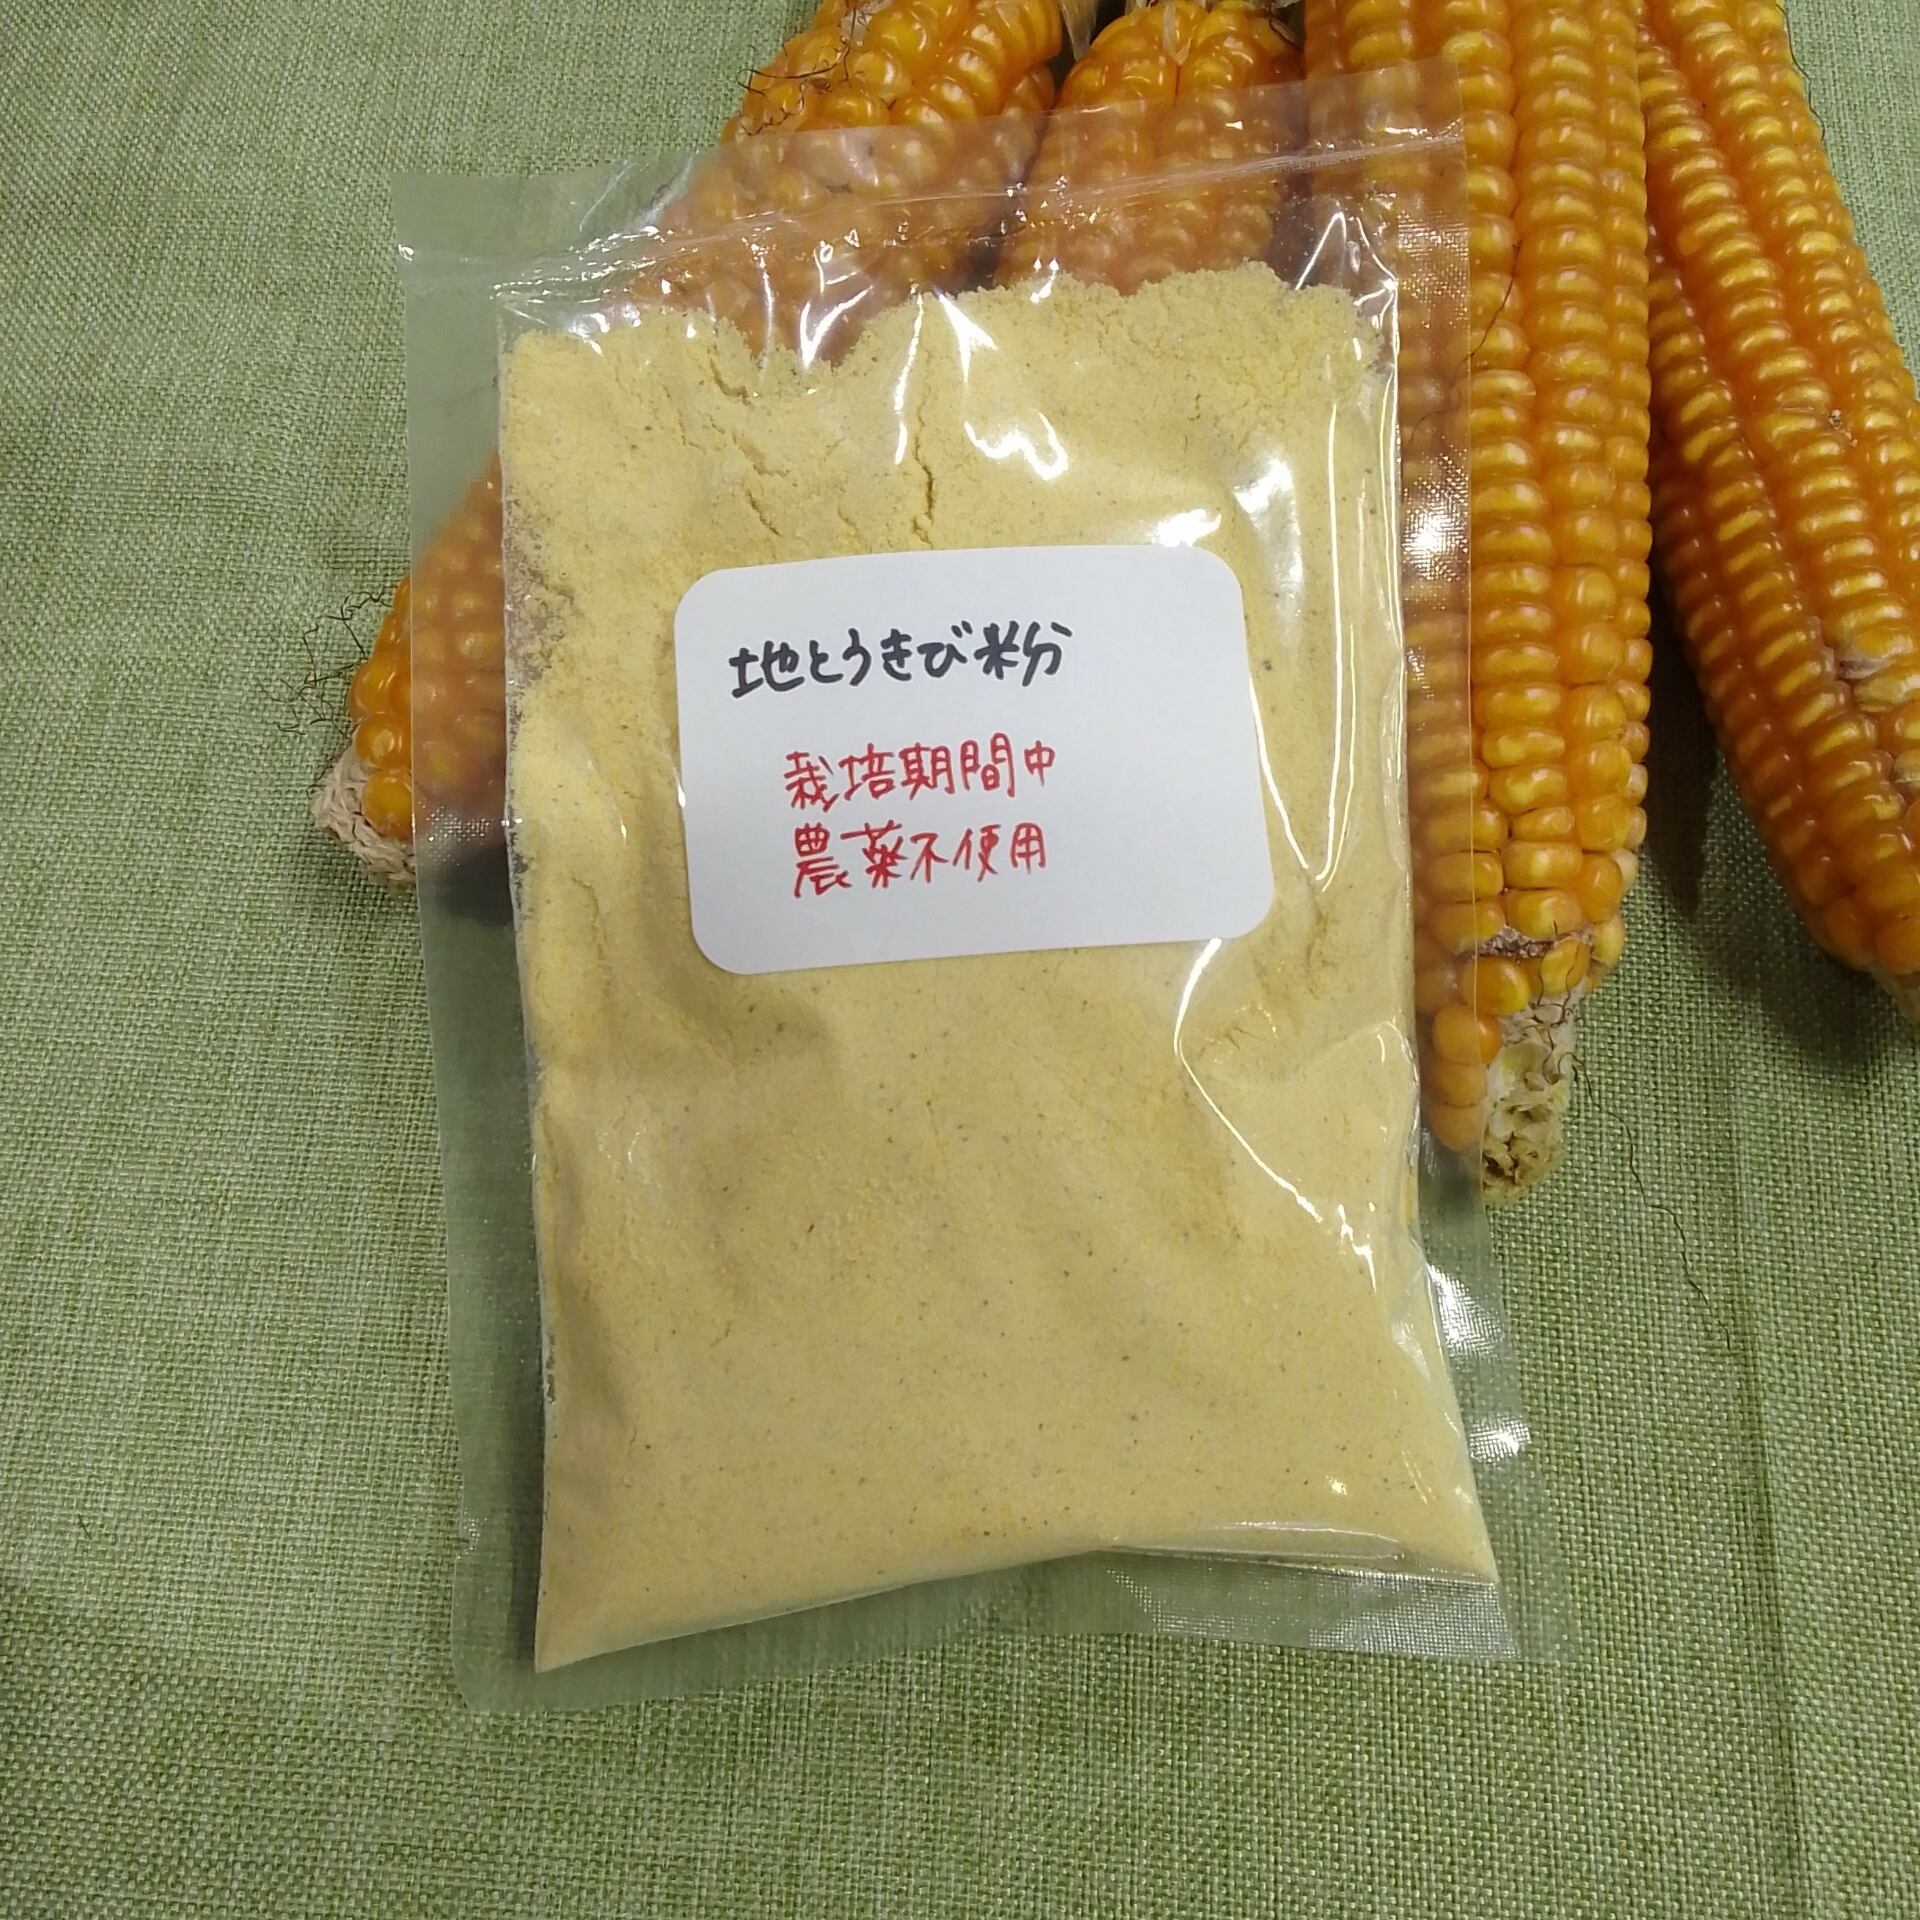 地とうきび粉
栽培期間中
農薬不使用